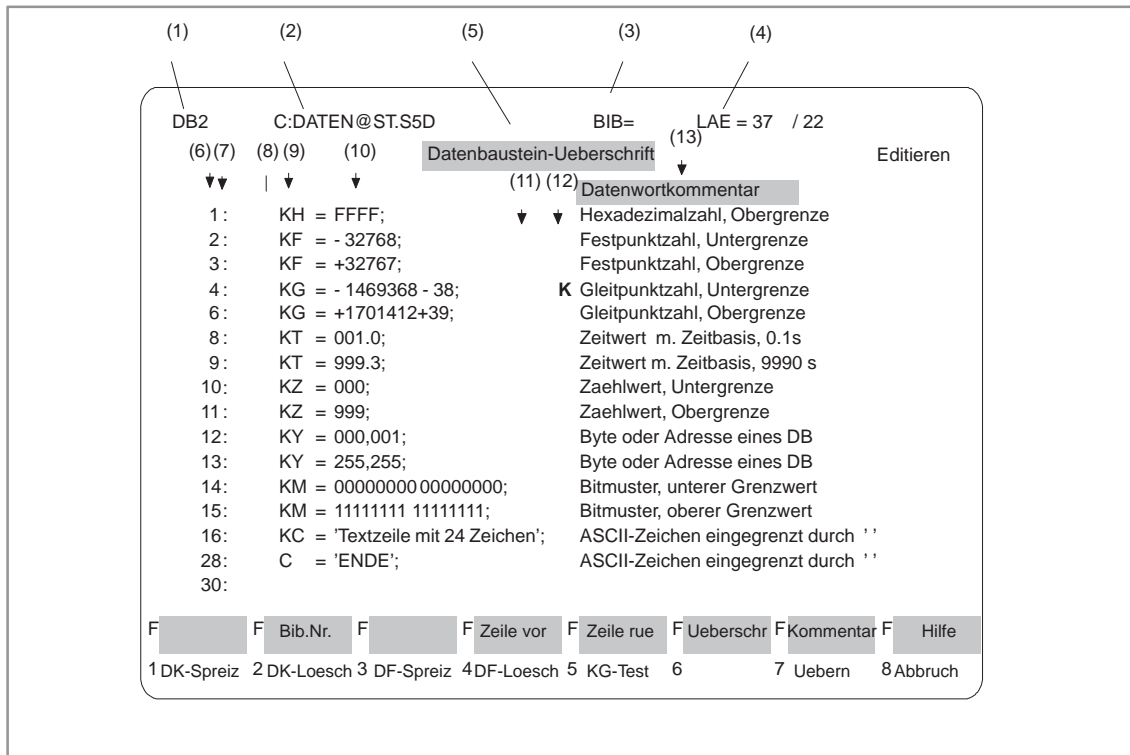 (1) (2) (5) (3) (4)
DB2 C:DATEN@ST.S5D BIB= LAE = 37 / 22
(6) (7) (8) (9) (10) Datenbaustein-Ueberschrift (13) Editieren
(11) (12) Datenwortkommentar
1: KH = FFFF; Hexadezimalzahl, Obergrenze
2: KF = - 32768; Festpunktzahl, Untergrenze
3: KF = +32767; Festpunktzahl, Obergrenze
4: KG = - 1469368 - 38; K Gleitpunktzahl, Untergrenze
6: KG = +1701412+39; Gleitpunktzahl, Obergrenze
8: KT = 001.0; Zeitwert m. Zeitbasis, 0.1s
9: KT = 999.3; Zeitwert m. Zeitbasis, 9990 s
10: KZ = 000; Zaehlwert, Untergrenze
11: KZ = 999; Zaehlwert, Obergrenze
12: KY = 000,001; Byte oder Adresse eines DB
13: KY = 255,255; Byte oder Adresse eines DB
14: KM = 00000000 00000000; Bitmuster, unterer Grenzwert
15: KM = 11111111 11111111; Bitmuster, oberer Grenzwert
16: KC = 'Textzeile mit 24 Zeichen'; ASCII-Zeichen eingegrenzt durch ' '
28: C = 'ENDE'; ASCII-Zeichen eingegrenzt durch ' '
30:
F F Bib.Nr. F F Zeile vor F Zeile rue F Ueberschr F Kommentar F Hilfe
1 DK-Spreiz 2 DK-Loesch 3 DF-Spreiz 4 DF-Loesch 5 KG-Test 6 7 Uebern 8 Abbruch